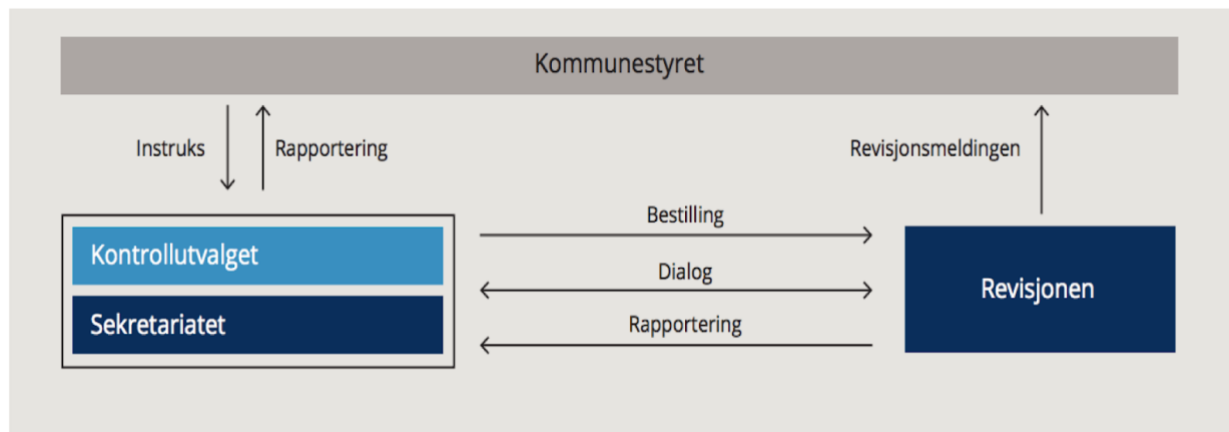 Kommunestyret
Instruks
Rapportering
Revisjonsmeldingen
Kontrollutvalget
Sekretariatet
Bestilling
Dialog
Rapportering
Revisjonen